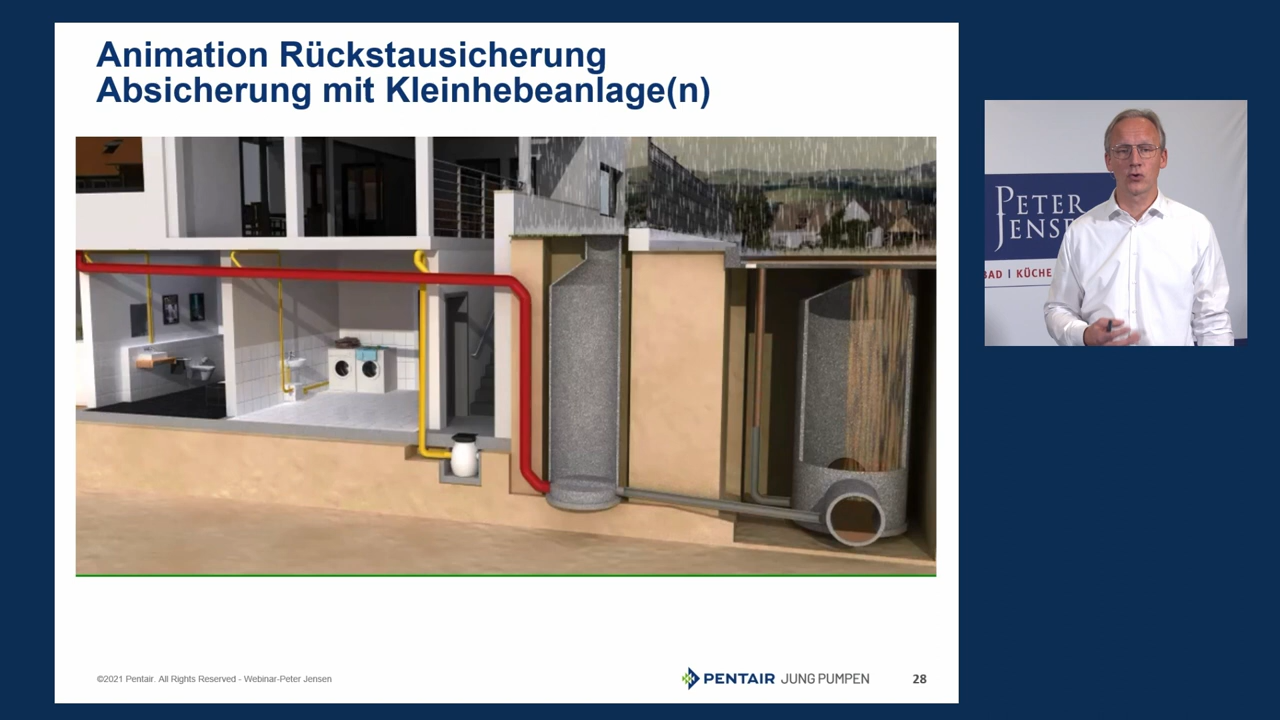 Animation Rückstausicherung
Absicherung mit Kleinhebeanlage(n)
PETER
JENSE
BAD | KÜCHE
©2021 Pentair. All Rights Reserved - Webinar-Peter Jensen
PENTAIR JUNG PUMPEN
28